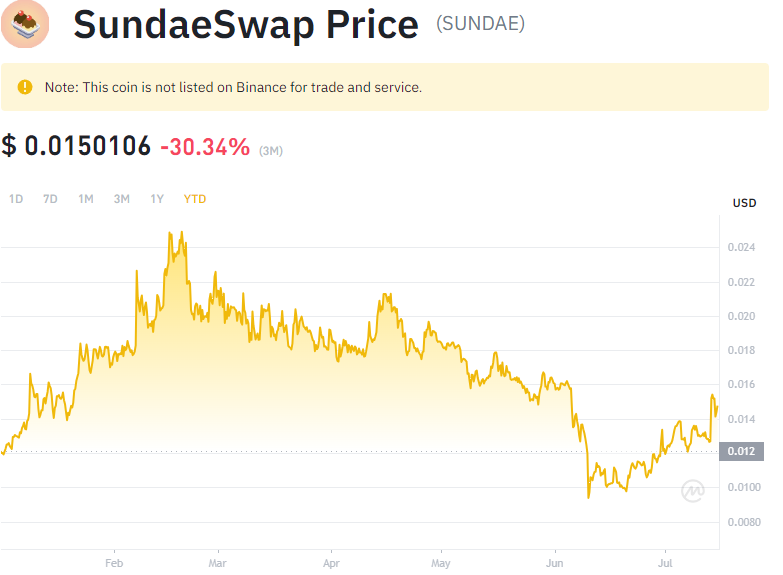 SundaeSwap Price (SUNDAE)
Note: This coin is not listed on Binance for trade and service.
$ 0.0150106 -30.34% (3M)
1D 7D 1M 3M 1Y YTD
USD
0.024
0.022
0.020
0.018
0.016
0.014
0.012
0.0100
0.0080
Feb Mar Apr May Jun Jul